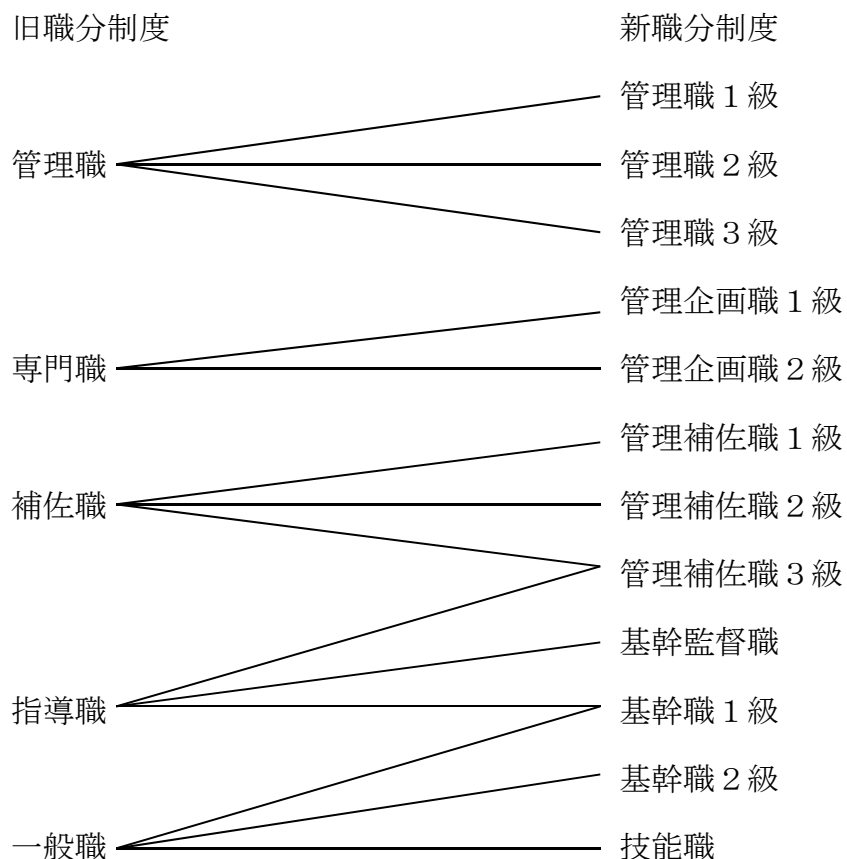 旧職分制度 新職分制度
管理職１級
管理職 管理職２級
管理職３級
管理企画職１級
専門職 管理企画職２級
管理補佐職１級
補佐職 管理補佐職２級
管理補佐職３級
基幹監督職
指導職 基幹職１級
基幹職２級
一般職 技能職